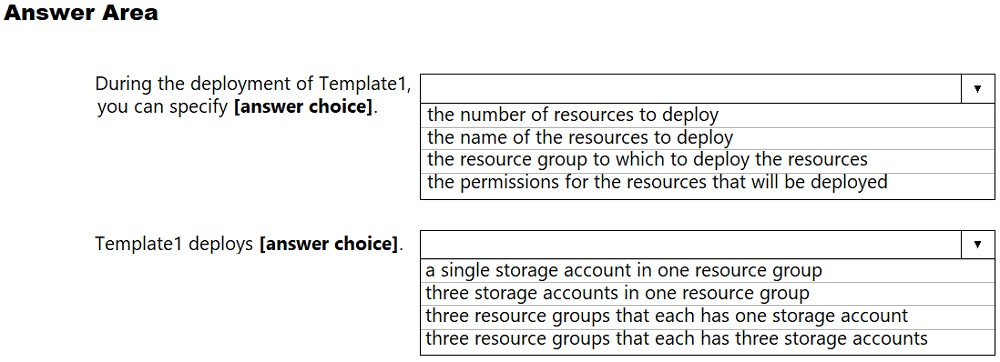 Answer Area
During the deployment of Template1,
you can specify [answer choice].
the number of resources to deploy
the name of the resources to deploy
the resource group to which to deploy the resources
the permissions for the resources that will be deployed
Template1 deploys [answer choice].
a single storage account in one resource group
three storage accounts in one resource group
three resource groups that each has one storage account
three resource groups that each has three storage accounts